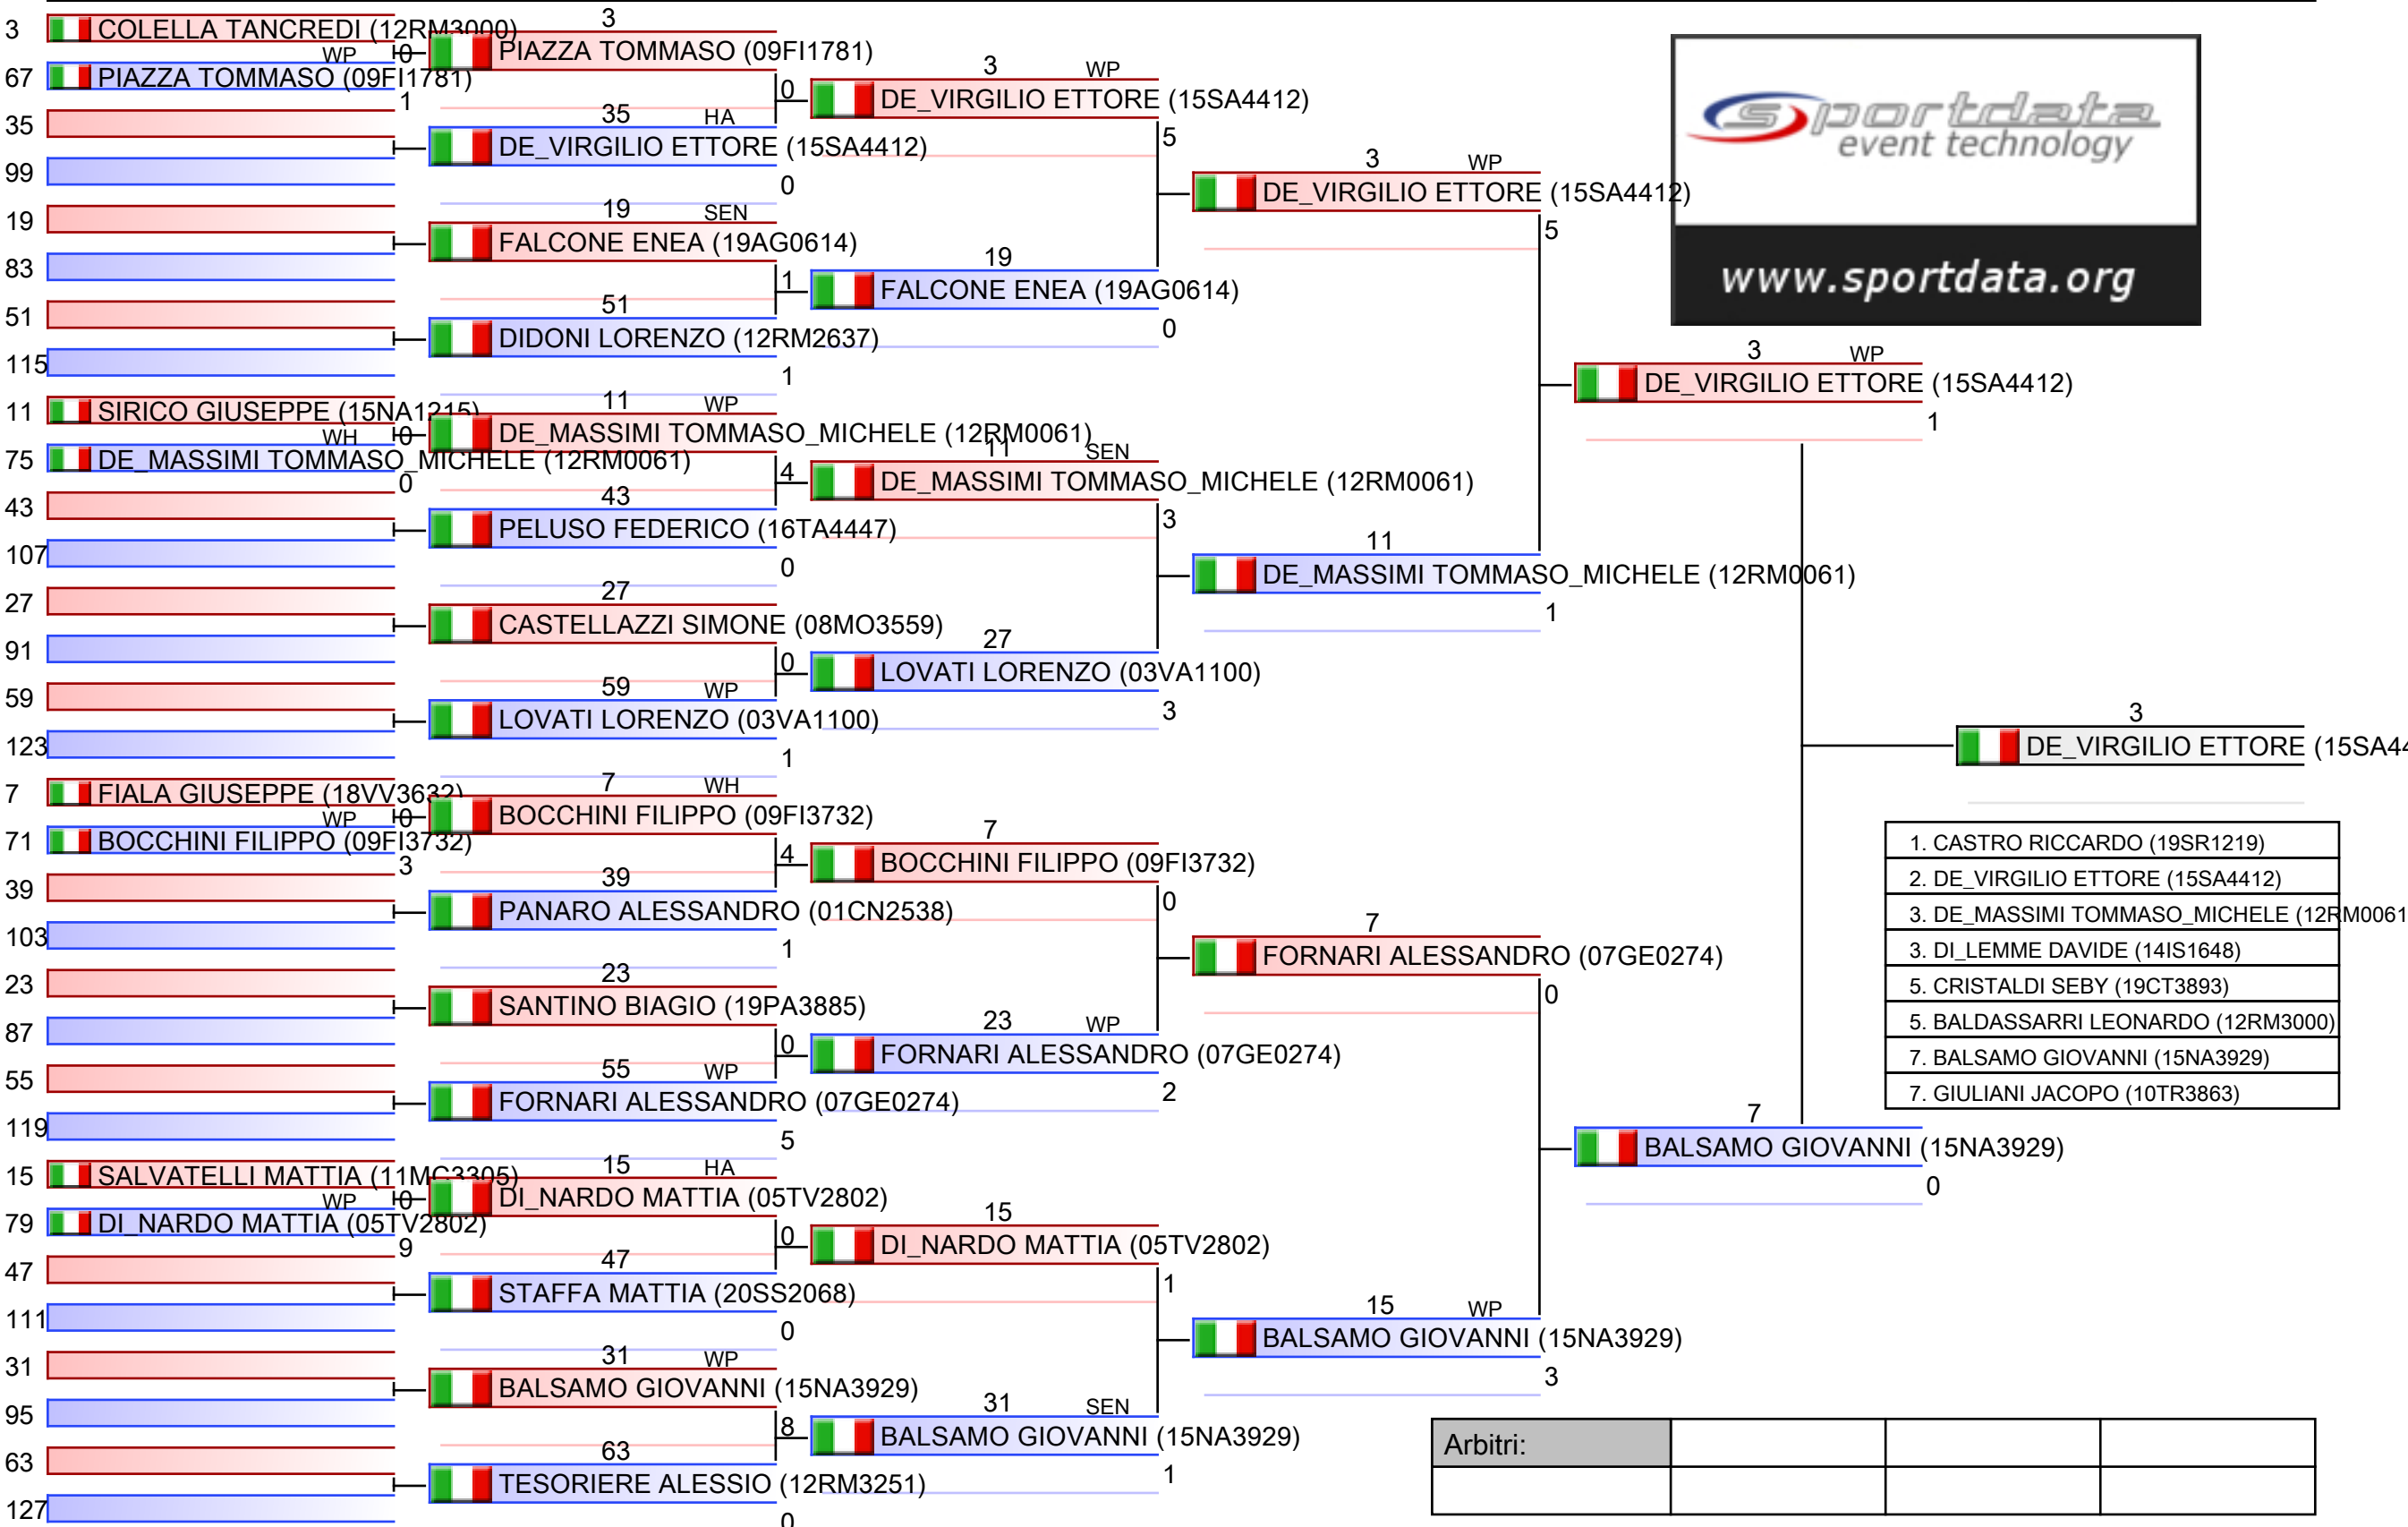 3 COLELLA TANCREDI (12RM3000)
WP 0
67 PIAZZA TOMMASO (09FI1781)
1
35
99
19
83
51
115
11 SIRICO GIUSEPPE (15NA1215)
WH 0
75 DE_MASSIMI TOMMASO_MICHELE (12RM0061)
0
43
107
27
91
59
123
7 FIALA GIUSEPPE (18VV3632)
WP 0
71 BOCCHINI FILIPPO (09FI3732)
3
39
103
23
87
55
119
15 SALVATELLI MATTIA (11MC3305)
WP 0
79 DI_NARDO MATTIA (05TV2802)
9
47
111
31
95
63
127
3
PIAZZA TOMMASO (09FI1781)
0
35 HA
DE_VIRGILIO ETTORE (15SA4412)
0
19 SEN
FALCONE ENEA (19AG0614)
1
51
DIDONI LORENZO (12RM2637)
1
11 WP
DE_MASSIMI TOMMASO_MICHELE (12RM0061)
4
43
PELUSO FEDERICO (16TA4447)
0
27
CASTELLAZZI SIMONE (08MO3559)
0
59 WP
LOVATI LORENZO (03VA1100)
1
7 WH
BOCCHINI FILIPPO (09FI3732)
4
39
PANARO ALESSANDRO (01CN2538)
1
23
SANTINO BIAGIO (19PA3885)
0
55 WP
FORNARI ALESSANDRO (07GE0274)
5
15 HA
DI_NARDO MATTIA (05TV2802)
0
47
STAFFA MATTIA (20SS2068)
0
31 WP
BALSAMO GIOVANNI (15NA3929)
8
63
TESORIERE ALESSIO (12RM3251)
0
3 WP
DE_VIRGILIO ETTORE (15SA4412)
5
19
FALCONE ENEA (19AG0614)
0
11 SEN
DE_MASSIMI TOMMASO_MICHELE (12RM0061)
3
27
LOVATI LORENZO (03VA1100)
3
7
BOCCHINI FILIPPO (09FI3732)
0
23 WP
FORNARI ALESSANDRO (07GE0274)
2
15
DI_NARDO MATTIA (05TV2802)
1
31 SEN
BALSAMO GIOVANNI (15NA3929)
1
3 WP
DE_VIRGILIO ETTORE (15SA4412)
5
11
DE_MASSIMI TOMMASO_MICHELE (12RM0061)
1
7
FORNARI ALESSANDRO (07GE0274)
0
15 WP
BALSAMO GIOVANNI (15NA3929)
3
sportdata
event technology
www.sportdata.org
3 WP
DE_VIRGILIO ETTORE (15SA4412)
1
7
BALSAMO GIOVANNI (15NA3929)
0
3
DE_VIRGILIO ETTORE (15SA44
1. CASTRO RICCARDO (19SR1219)
2. DE_VIRGILIO ETTORE (15SA4412)
3. DE_MASSIMI TOMMASO_MICHELE (12RM0061
3. DI_LEMME DAVIDE (14IS1648)
5. CRISTALDI SEBY (19CT3893)
5. BALDASSARRI LEONARDO (12RM3000)
7. BALSAMO GIOVANNI (15NA3929)
7. GIULIANI JACOPO (10TR3863)
Arbitri: